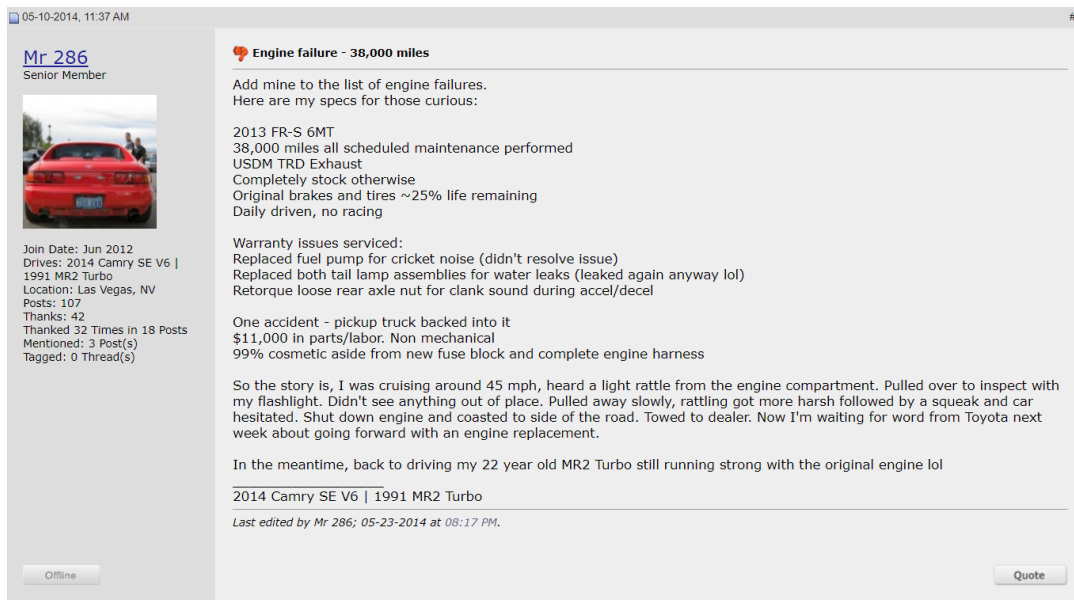 05-10-2014, 11:37 AM
#
Mr 286
Senior Member
Join Date: Jun 2012
Drives: 2014 Camry SE V6 |
1991 MR2 Turbo
Location: Las Vegas, NV
Posts: 107
Thanks: 42
Thanked 32 Times in 18 Posts
Mentioned: 3 Post(s)
Tagged: 0 Thread(s)
Engine failure - 38,000 miles
Add mine to the list of engine failures.
Here are my specs for those curious:
2013 FR-S 6MT
38,000 miles all scheduled maintenance performed
USDM TRD Exhaust
Completely stock otherwise
Original brakes and tires ~25% life remaining
Daily driven, no racing
Warranty issues serviced:
Replaced fuel pump for cricket noise (didn't resolve issue)
Replaced both tail lamp assemblies for water leaks (leaked again anyway lol)
Retorque loose rear axle nut for clank sound during accel/decel
One accident - pickup truck backed into it
$11,000 in parts/labor. Non mechanical
99% cosmetic aside from new fuse block and complete engine harness
So the story is, I was cruising around 45 mph, heard a light rattle from the engine compartment. Pulled over to inspect with
my flashlight. Didn't see anything out of place. Pulled away slowly, rattling got more harsh followed by a squeak and car
hesitated. Shut down engine and coasted to side of the road. Towed to dealer. Now I'm waiting for word from Toyota next
week about going forward with an engine replacement.
In the meantime, back to driving my 22 year old MR2 Turbo still running strong with the original engine lol
2014 Camry SE V6 | 1991 MR2 Turbo
Last edited by Mr 286; 05-23-2014 at 08:17 PM.
Offline
Quote